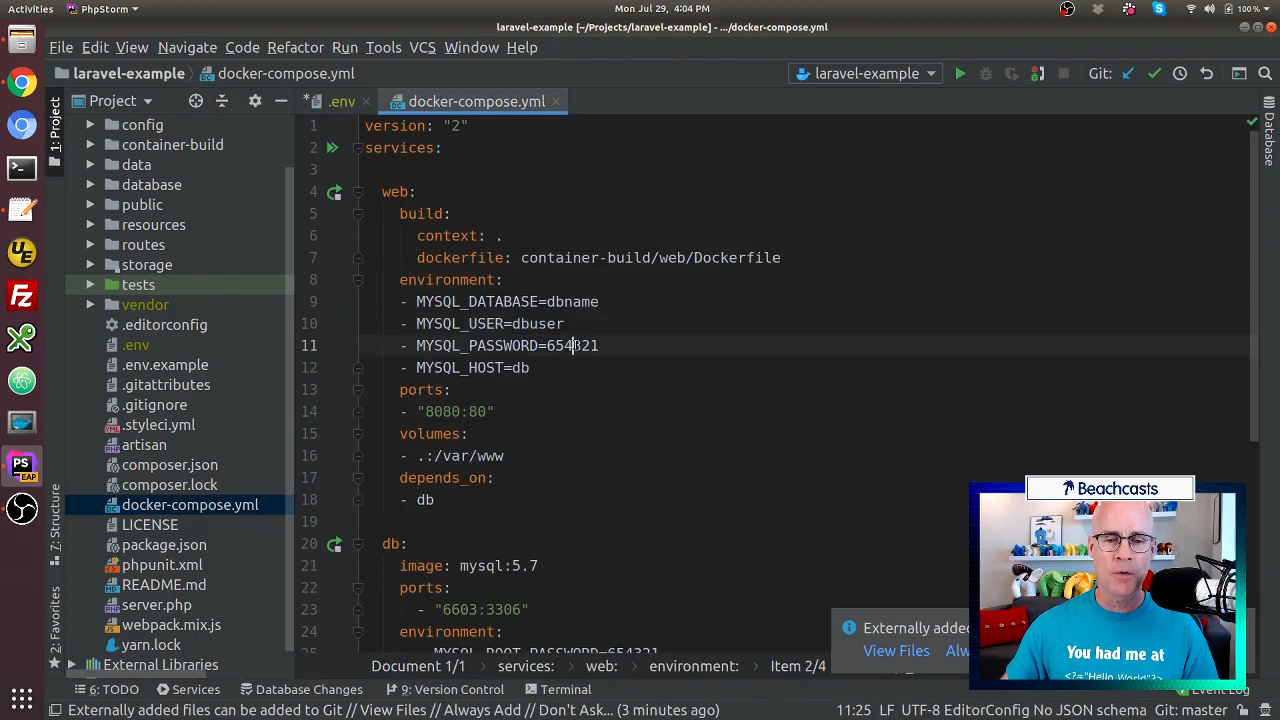 Activities PhpStorm Mon Jul 29, 4:04 PM 100%
laravel-example [~/Projects/laravel-example] - .../docker-compose.yml
File Edit View Navigate Code Refactor Run Tools VCS Window Help
laravel-example docker-compose.yml laravel-example Git:
1: Project
Project
* .env
docker-compose.yml
Database
config
container-build
data
database
public
resources
routes
storage
tests
vendor
.editorconfig
.env
.env.example
.gitattributes
.gitignore
.styleci.yml
artisan
composer.json
composer.lock
docker-compose.yml
LICENSE
package.json
phpunit.xml
README.md
server.php
webpack.mix.js
yarn.lock
External Libraries
7: Structure
2: Favorites
1 version: "2"
2 services:
3
4 web:
5 build:
6 context: .
7 dockerfile: container-build/web/Dockerfile
8 environment:
9 - MYSQL_DATABASE=dbname
10 - MYSQL_USER=dbuser
11 - MYSQL_PASSWORD=654321
12 - MYSQL_HOST=db
13 ports:
14 - "8080:80"
15 volumes:
16 - .:/var/www
17 depends_on:
18 - db
19
20 db:
21 image: mysql:5.7
22 ports:
23 - "6603:3306"
24 environment:
- MYSQL_ROOT_PASSWORD=654321
Beachcasts
You had me at
<?="Hello, World"?>
Externally added
View Files
Document 1/1 › services: › web: › environment: › Item 2/4
6: TODO Services Database Changes 9: Version Control Terminal Event Log
Externally added files can be added to Git // View Files // Always Add // Don't Ask... (3 minutes ago) 11:25 LF UTF-8 EditorConfig No JSON schema Git: master
PS
EAP
UE
FZ